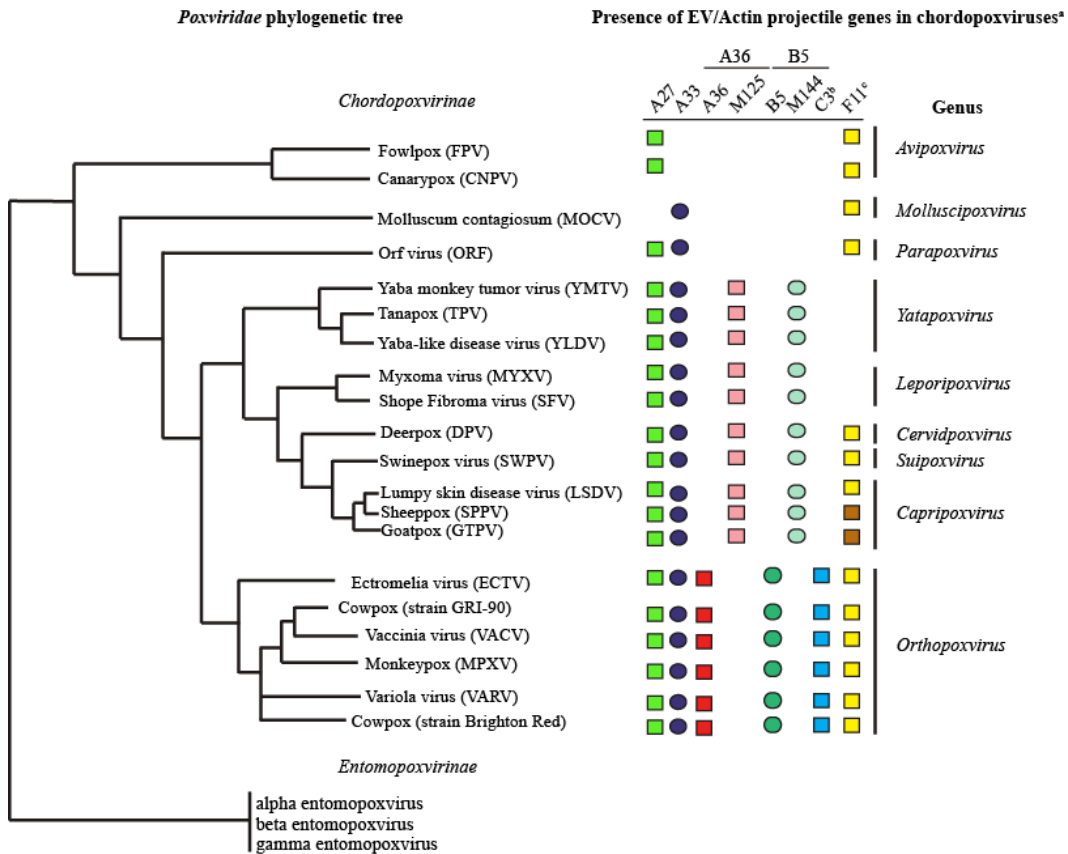 Poxviridae phylogenetic tree
Presence of EV/Actin projectile genes in chordopoxvirusesª
A36 B5
A27 A33 A36 M125 B5 M144 C3ᵇ F11ᶜ
Chordopoxvirinae
Genus
Fowlpox (FPV)
Canarypox (CNPV)
Avipoxvirus
Molluscum contagiosum (MOCV)
Molluscipoxvirus
Orf virus (ORF)
Parapoxvirus
Yaba monkey tumor virus (YMTV)
Tanapox (TPV)
Yaba-like disease virus (YLDV)
Yatapoxvirus
Myxoma virus (MYXV)
Shope Fibroma virus (SFV)
Leporipoxvirus
Deerpox (DPV)
Cervidpoxvirus
Swinepox virus (SWPV)
Suipoxvirus
Lumpy skin disease virus (LSDV)
Sheeppox (SPPV)
Goatpox (GTPV)
Capripoxvirus
Ectromelia virus (ECTV)
Cowpox (strain GRI-90)
Vaccinia virus (VACV)
Monkeypox (MPXV)
Variola virus (VARV)
Cowpox (strain Brighton Red)
Orthopoxvirus
Entomopoxvirinae
alpha entomopoxvirus
beta entomopoxvirus
gamma entomopoxvirus